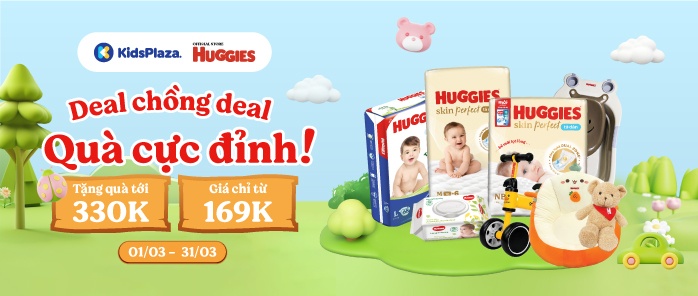 KidsPlaza.
OFFICIAL STORE
HUGGIES
Deal chồng deal
Quà cực đỉnh!
Tặng quà tới
330K
Giá chỉ từ
169K
01/03 - 31/03
HUGGIES
HUGGIES
skin perfect
HUGGIES
skin perfect